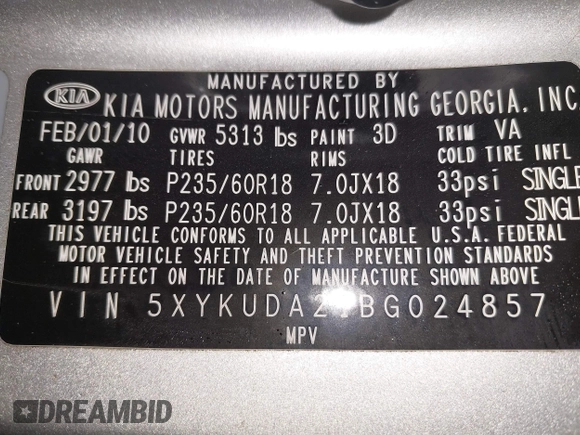 MANUFACTURED BY
KIA KIA MOTORS MANUFACTURING GEORGIA, INC
FEB/01/10 GVWR 5313 lbs PAINT 3D TRIM VA
GAWR TIRES RIMS COLD TIRE INFL
FRONT 2977 lbs P235/60R18 7.0JX18 33psi SINGLE
REAR 3197 lbs P235/60R18 7.0JX18 33psi SINGLE
THIS VEHICLE CONFORMS TO ALL APPLICABLE U.S.A. FEDERAL
MOTOR VEHICLE SAFETY AND THEFT PREVENTION STANDARDS
IN EFFECT ON THE DATE OF MANUFACTURE SHOWN ABOVE
VIN 5XYKUDA21BG024857
MPV
DREAMBID